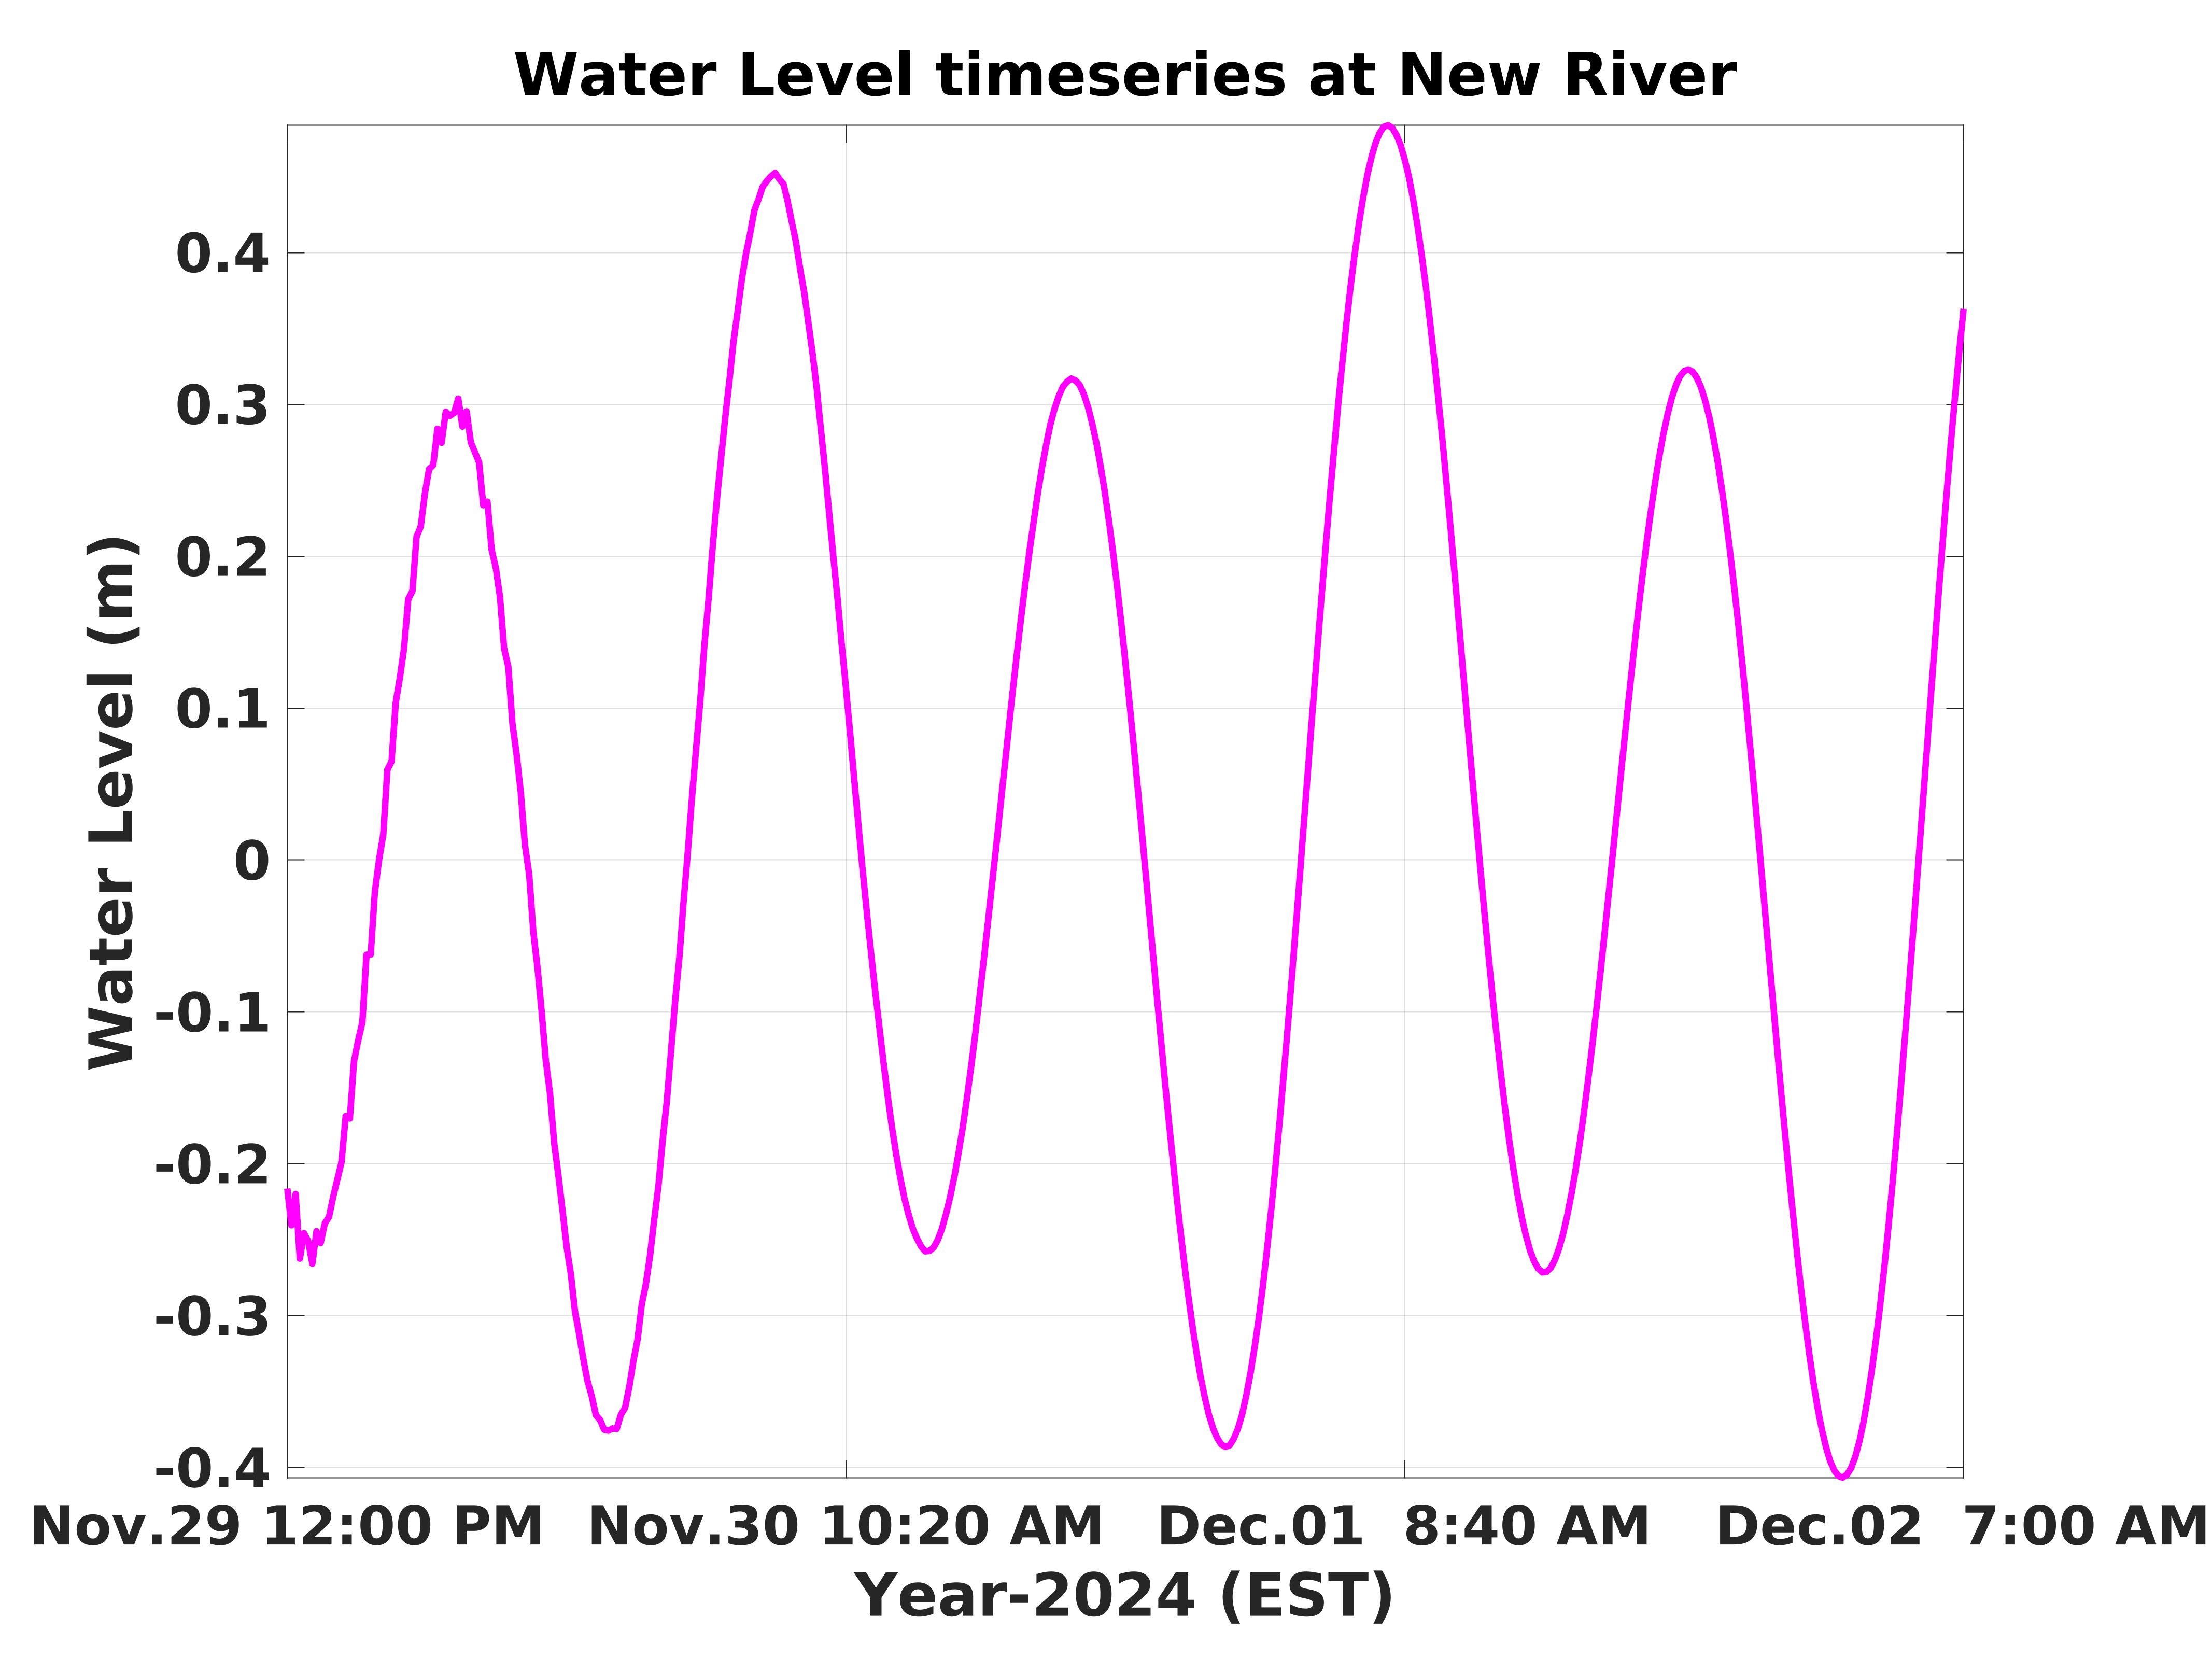 Water Level timeseries at New River
Water Level (m)
0.4
0.3
0.2
0.1
0
-0.1
-0.2
-0.3
-0.4
Nov.29 12:00 PM Nov.30 10:20 AM Dec.01 8:40 AM Dec.02 7:00 AM
Year-2024 (EST)